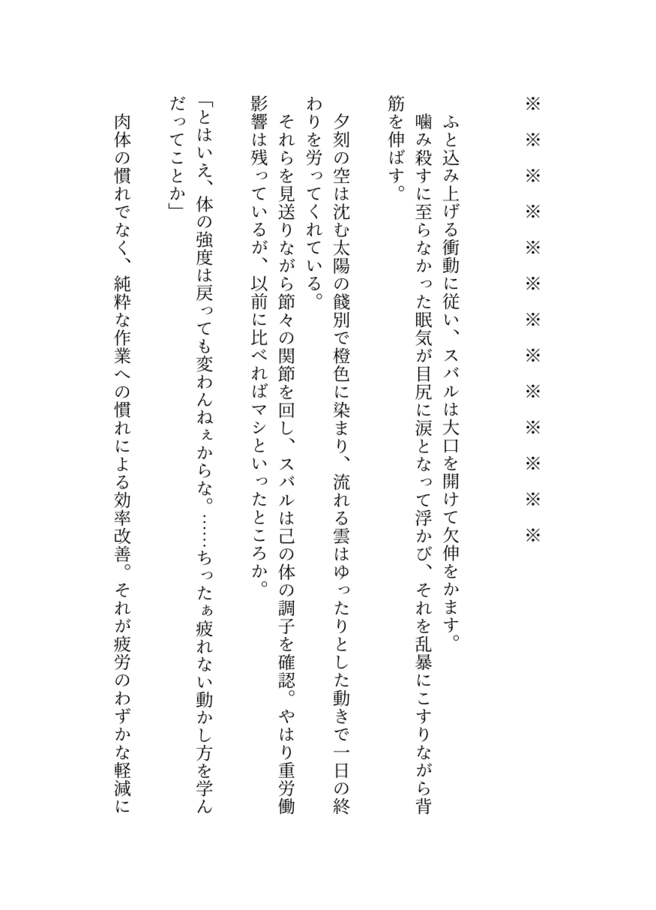 ※　※　※　※　※　※　※　※　※　※　※　※　※
　ふと込み上げる衝動に従い、スバルは大口を開けて欠伸をかます。
　噛み殺すに至らなかった眠気が目尻に涙となって浮かび、それを乱暴にこすりながら背
筋を伸ばす。
　夕刻の空は沈む太陽の餞別で橙色に染まり、流れる雲はゆったりとした動きで一日の終
わりを労ってくれている。
　それらを見送りながら節々の関節を回し、スバルは己の体の調子を確認。やはり重労働
影響は残っているが、以前に比べればマシといったところか。
「とはいえ、体の強度は戻っても変わんねぇからな。……ちったぁ疲れない動かし方を学ん
だってことか」
　肉体の慣れでなく、純粋な作業への慣れによる効率改善。それが疲労のわずかな軽減に